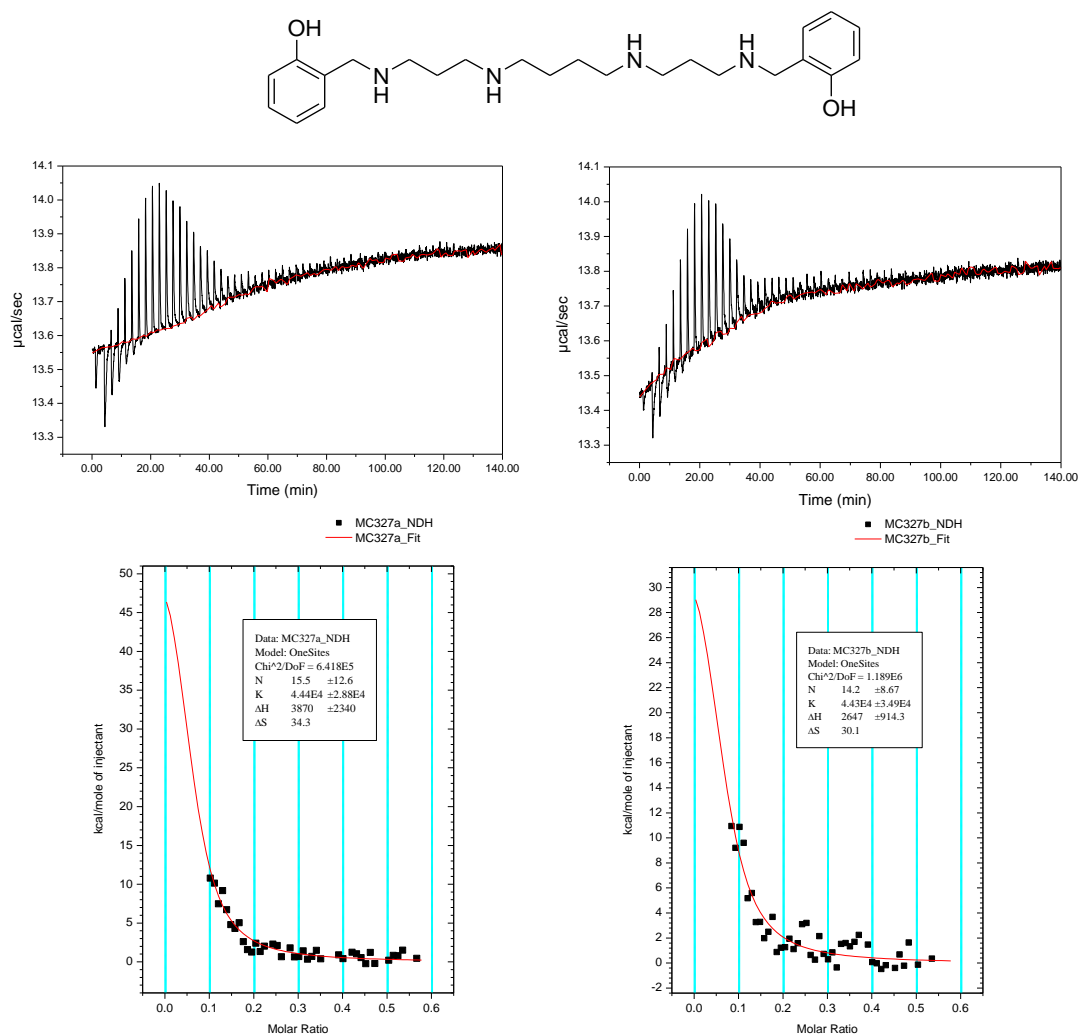 OH
N
H
N
H
H
N
H
N
OH
14.1
14.0
13.9
13.8
13.7
13.6
13.5
13.4
13.3
µcal/sec
0.00 20.00 40.00 60.00 80.00 100.00 120.00 140.00
Time (min)
14.1
14.0
13.9
13.8
13.7
13.6
13.5
13.4
13.3
µcal/sec
0.00 20.00 40.00 60.00 80.00 100.00 120.00 140.00
Time (min)
MC327a_NDH
MC327a_Fit
50
45
40
35
30
25
20
15
10
5
0
kcal/mole of injectant
Data: MC327a_NDH
Model: OneSites
Chi^2/DoF = 6.418E5
N 15.5 ±12.6
K 4.44E4 ±2.88E4
ΔH 3870 ±2340
ΔS 34.3
0.0 0.1 0.2 0.3 0.4 0.5 0.6
Molar Ratio
MC327b_NDH
MC327b_Fit
30
28
26
24
22
20
18
16
14
12
10
8
6
4
2
0
-2
kcal/mole of injectant
Data: MC327b_NDH
Model: OneSites
Chi^2/DoF = 1.189E6
N 14.2 ±8.67
K 4.43E4 ±3.49E4
ΔH 2647 ±914.3
ΔS 30.1
0.0 0.1 0.2 0.3 0.4 0.5 0.6
Molar Ratio